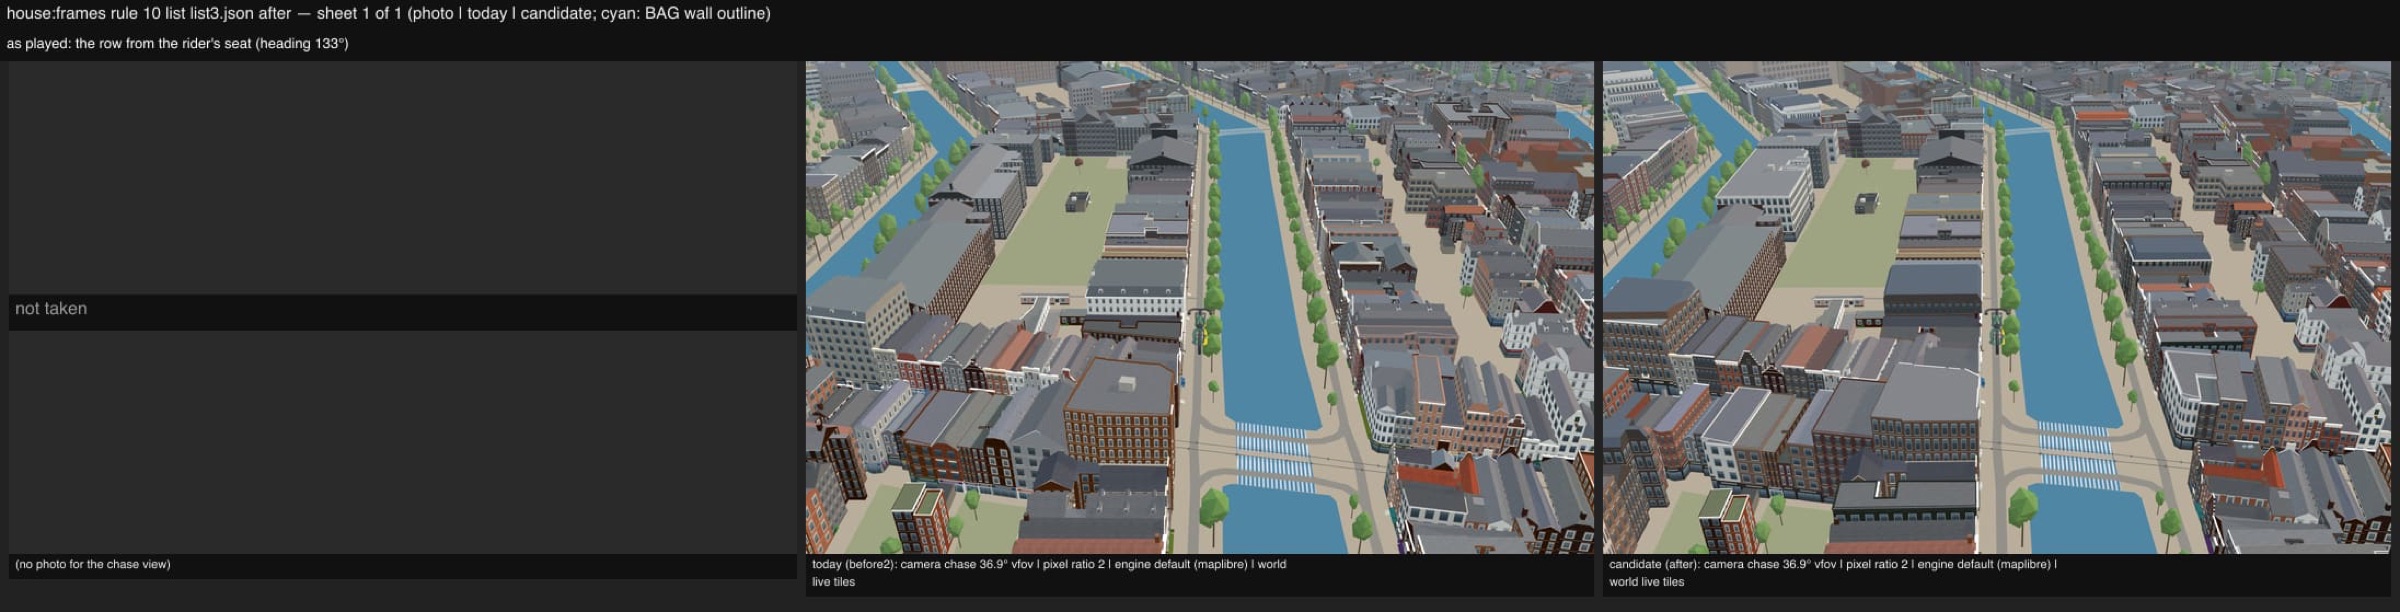 house:frames rule 10 list list3.json after — sheet 1 of 1 (photo | today | candidate; cyan: BAG wall outline)
as played: the row from the rider's seat (heading 133°)
not taken
(no photo for the chase view)
today (before2): camera chase 36.9° vfov | pixel ratio 2 | engine default (maplibre) | world
live tiles
candidate (after): camera chase 36.9° vfov | pixel ratio 2 | engine default (maplibre) |
world live tiles